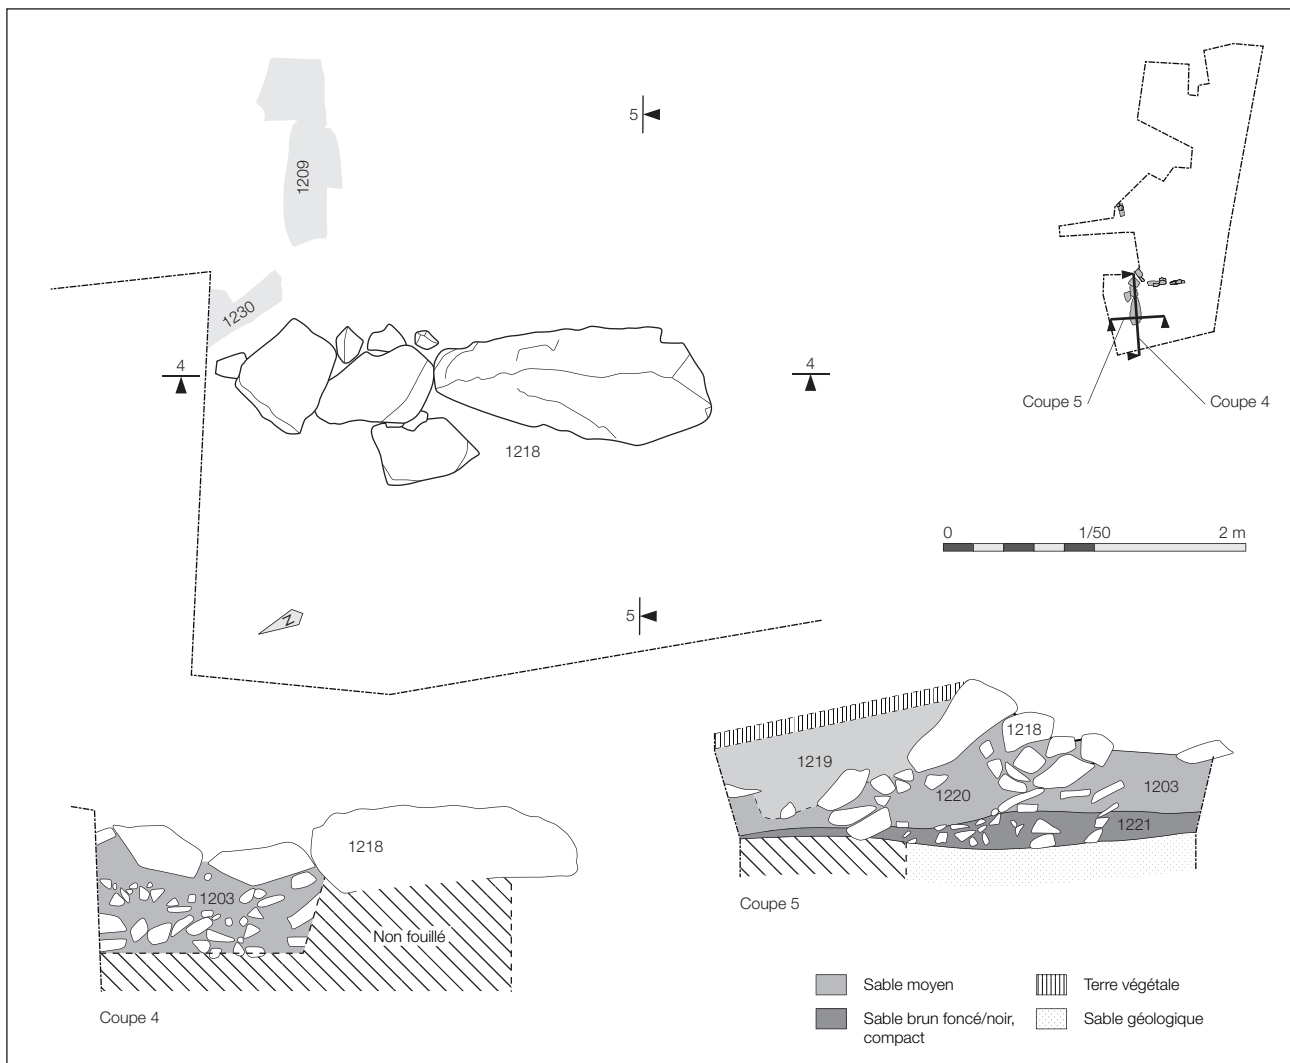 5
1209
1230
4
4
1218
5
N
Coupe 5
Coupe 4
0 1/50 2 m
1218
1203
Non fouillé
Coupe 4
1219
1218
1220
1203
1221
Coupe 5
Sable moyen
Sable brun foncé/noir,
compact
Terre végétale
Sable géologique